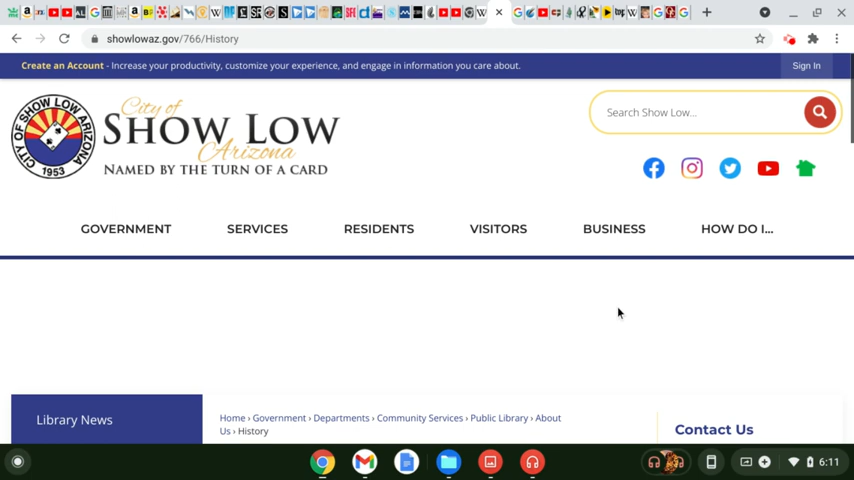 showlowaz.gov/766/History
Create an Account - Increase your productivity, customize your experience, and engage in information you care about.
Sign In
CITY OF SHOW LOW ARIZONA
1953
City of
SHOW LOW
Arizona
NAMED BY THE TURN OF A CARD
Search Show Low...
GOVERNMENT
SERVICES
RESIDENTS
VISITORS
BUSINESS
HOW DO I...
Library News
Home › Government › Departments › Community Services › Public Library › About
Us › History
Contact Us
6:11